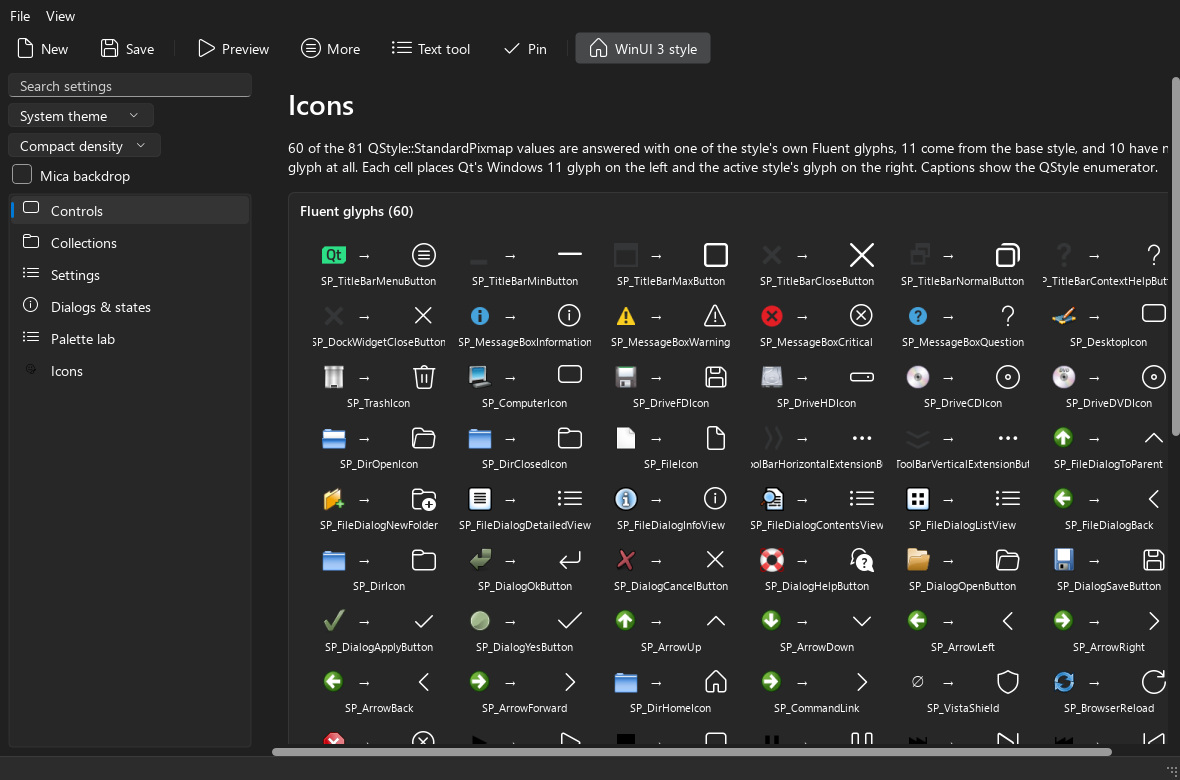 File View
New Save Preview More Text tool Pin WinUI 3 style
Search settings
System theme
Compact density
Mica backdrop
Controls
Collections
Settings
Dialogs & states
Palette lab
Icons
Icons
60 of the 81 QStyle::StandardPixmap values are answered with one of the style's own Fluent glyphs, 11 come from the base style, and 10 have
glyph at all. Each cell places Qt's Windows 11 glyph on the left and the active style's glyph on the right. Captions show the QStyle enumerator.
Fluent glyphs (60)
Qt
SP_TitleBarMenuButton SP_TitleBarMinButton SP_TitleBarMaxButton SP_TitleBarCloseButton SP_TitleBarNormalButton P_TitleBarContextHelpButt
SP_DockWidgetCloseButton SP_MessageBoxInformation SP_MessageBoxWarning SP_MessageBoxCritical SP_MessageBoxQuestion SP_DesktopIcon
DVD
SP_TrashIcon SP_ComputerIcon SP_DriveFDIcon SP_DriveHDIcon SP_DriveCDIcon SP_DriveDVDIcon
SP_DirOpenIcon SP_DirClosedIcon SP_FileIcon oolBarHorizontalExtensionB ToolBarVerticalExtensionBut SP_FileDialogToParent
SP_FileDialogNewFolder SP_FileDialogDetailedView SP_FileDialogInfoView SP_FileDialogContentsView SP_FileDialogListView SP_FileDialogBack
SP_DirIcon SP_DialogOkButton SP_DialogCancelButton SP_DialogHelpButton SP_DialogOpenButton SP_DialogSaveButton
SP_DialogApplyButton SP_DialogYesButton SP_ArrowUp SP_ArrowDown SP_ArrowLeft SP_ArrowRight
SP_ArrowBack SP_ArrowForward SP_DirHomeIcon SP_CommandLink SP_VistaShield SP_BrowserReload